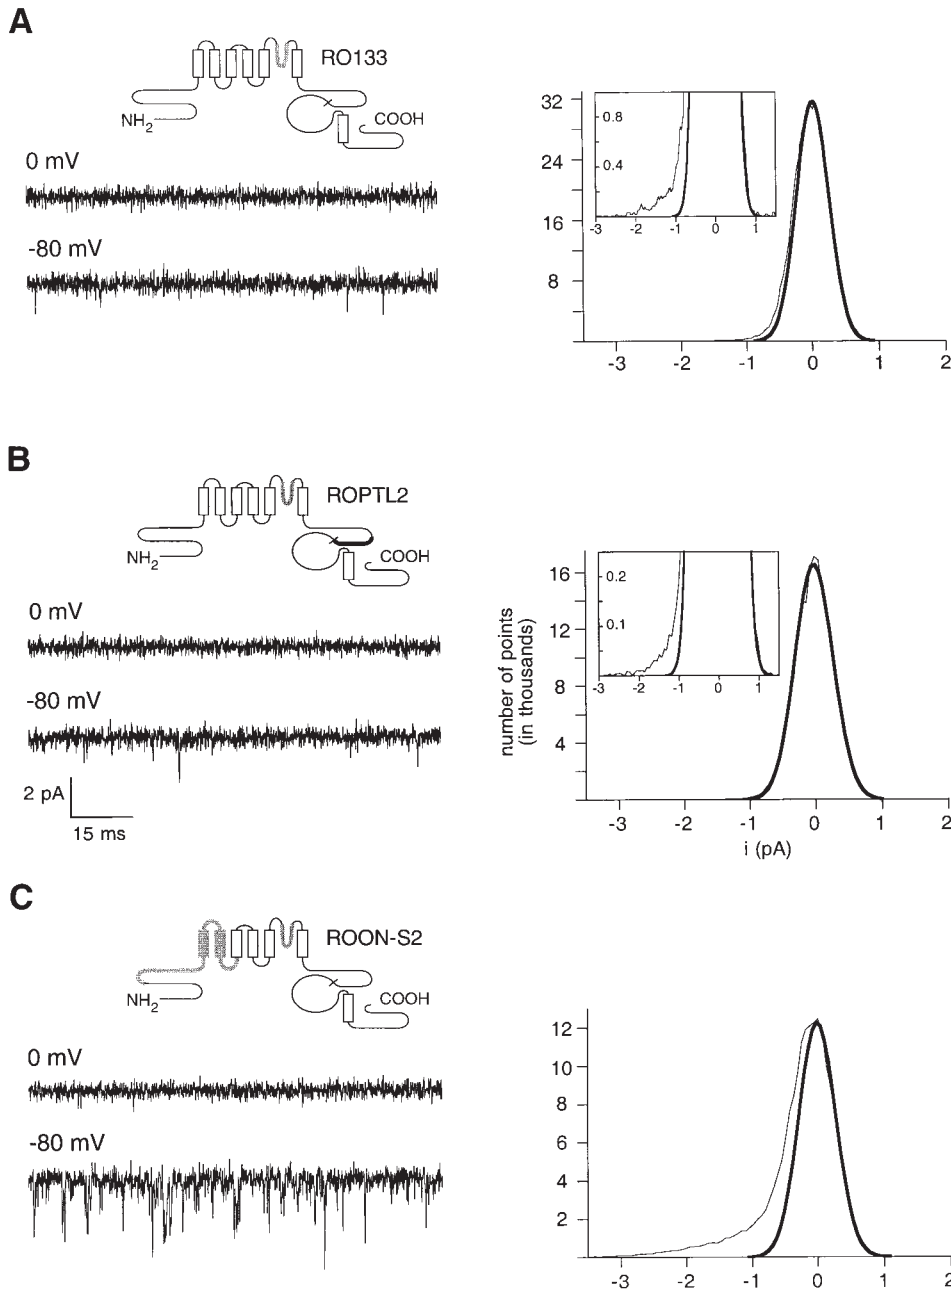 A
RO133
NH2
COOH
0 mV
-80 mV
32
24
16
8
0.8
0.4
-3 -2 -1 0 1
-3 -2 -1 0 1 2
B
ROPTL2
NH2
COOH
0 mV
-80 mV
2 pA
15 ms
number of points
(in thousands)
16
12
8
4
0.2
0.1
-3 -2 -1 0 1
-3 -2 -1 0 1 2
i (pA)
C
ROON-S2
NH2
COOH
0 mV
-80 mV
12
10
8
6
4
2
-3 -2 -1 0 1 2